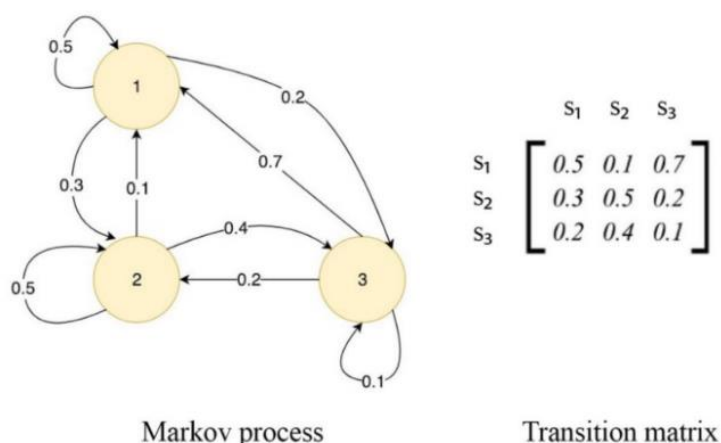 0.5
1
0.2
0.7
0.3
0.1
0.4
2
0.2
3
0.5
0.1
S1 S2 S3
S1 0.5 0.1 0.7
S2 0.3 0.5 0.2
S3 0.2 0.4 0.1
Markov process
Transition matrix